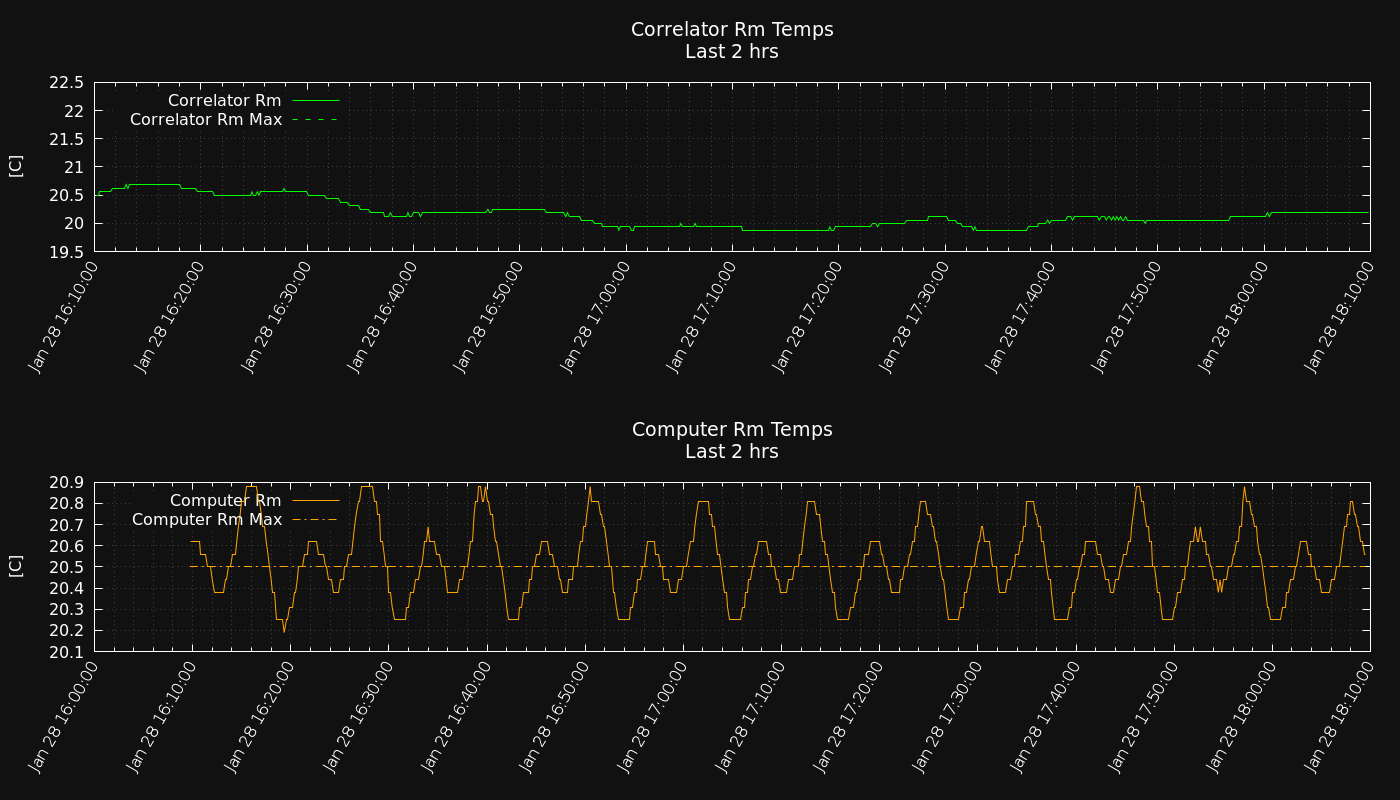 Correlator Rm Temps
Last 2 hrs
[C]
22.5
22
21.5
21
20.5
20
19.5
Correlator Rm
Correlator Rm Max
Jan 28 16:10:00
Jan 28 16:20:00
Jan 28 16:30:00
Jan 28 16:40:00
Jan 28 16:50:00
Jan 28 17:00:00
Jan 28 17:10:00
Jan 28 17:20:00
Jan 28 17:30:00
Jan 28 17:40:00
Jan 28 17:50:00
Jan 28 18:00:00
Jan 28 18:10:00
Computer Rm Temps
Last 2 hrs
[C]
20.9
20.8
20.7
20.6
20.5
20.4
20.3
20.2
20.1
Computer Rm
Computer Rm Max
Jan 28 16:00:00
Jan 28 16:10:00
Jan 28 16:20:00
Jan 28 16:30:00
Jan 28 16:40:00
Jan 28 16:50:00
Jan 28 17:00:00
Jan 28 17:10:00
Jan 28 17:20:00
Jan 28 17:30:00
Jan 28 17:40:00
Jan 28 17:50:00
Jan 28 18:00:00
Jan 28 18:10:00